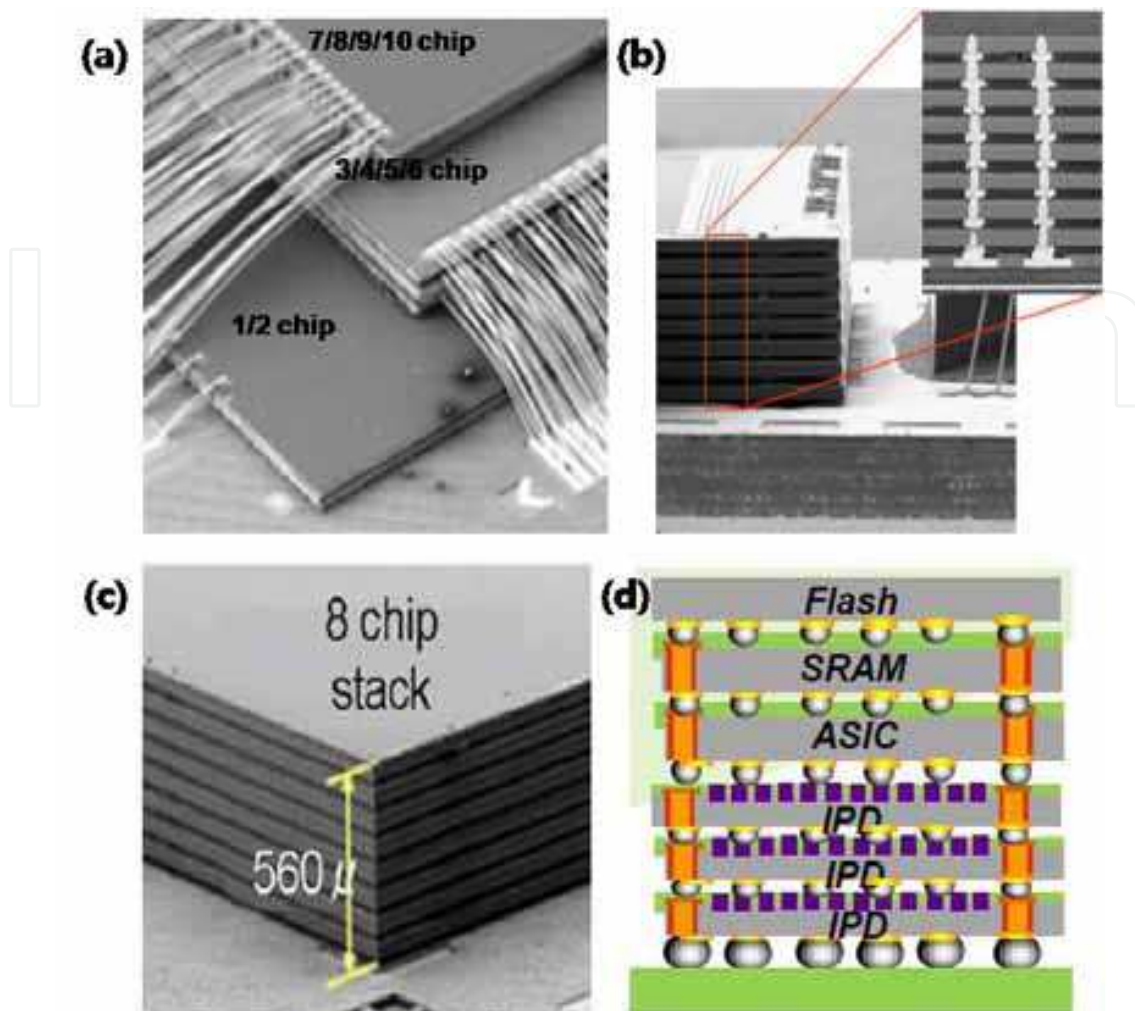 (a)
7/8/9/10 chip
3/4/5/6 chip
1/2 chip
(b)
(c)
8 chip
stack
560 μ
(d)
Flash
SRAM
ASIC
IPD
IPD
IPD